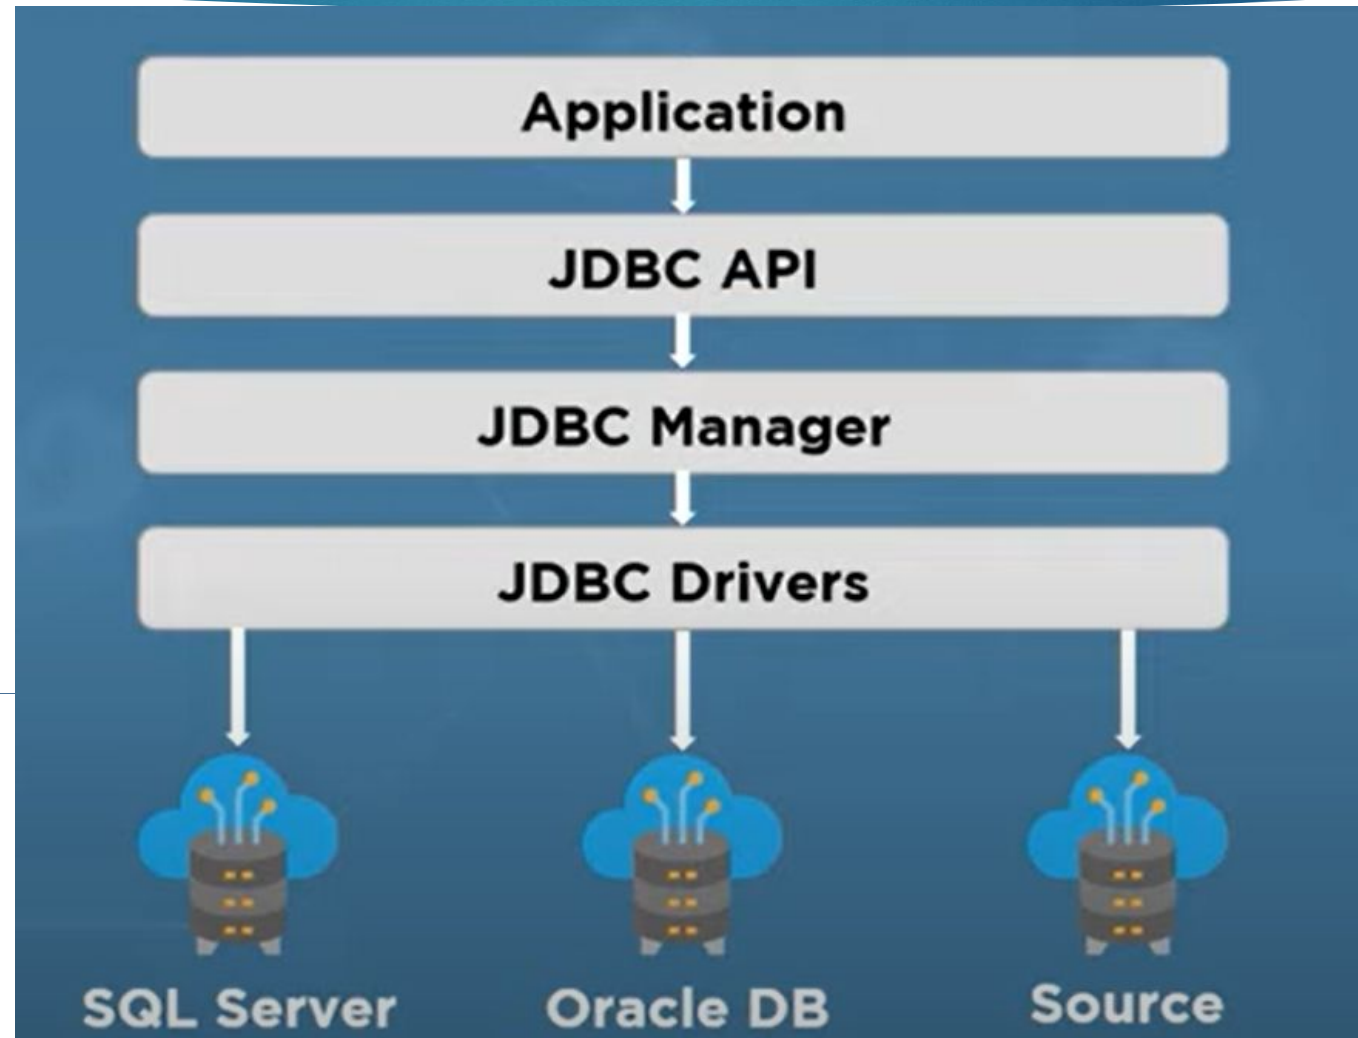 Application
JDBC API
JDBC Manager
JDBC Drivers
SQL Server
Oracle DB
Source